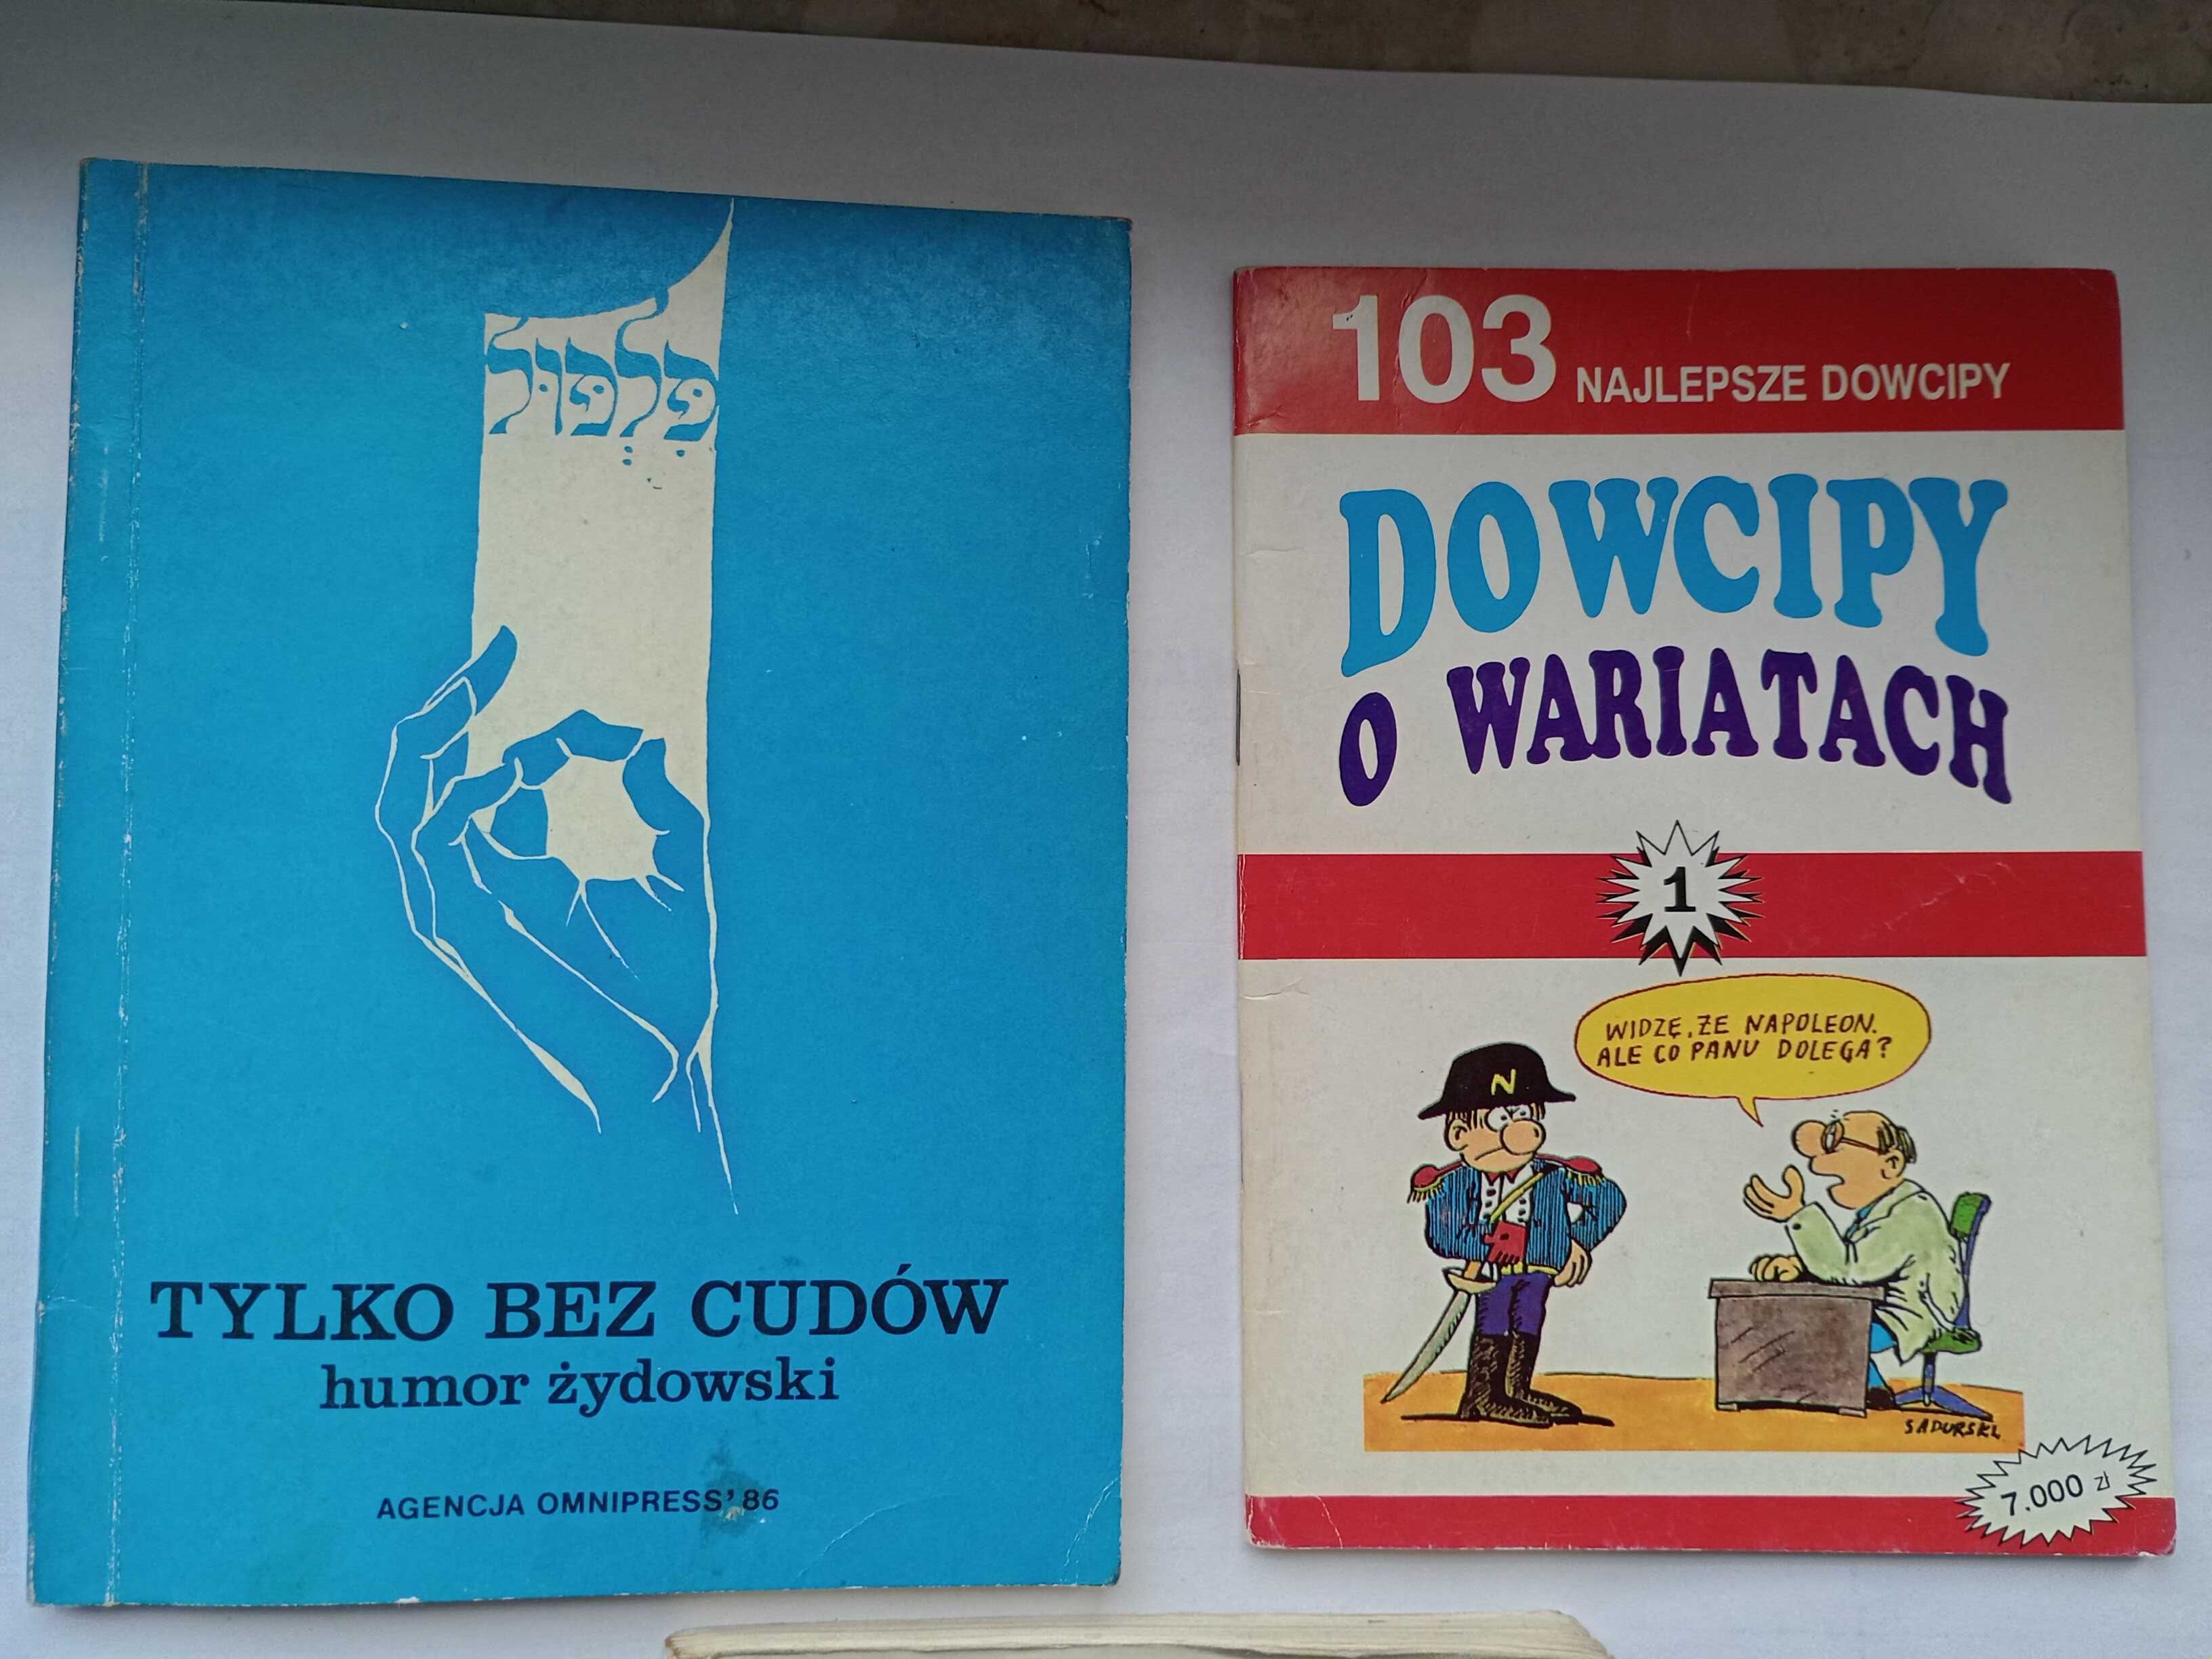 פִּלְפּוּל
TYLKO BEZ CUDÓW
humor żydowski
AGENCJA OMNIPRESS'86
103 NAJLEPSZE DOWCIPY
DOWCIPY
O WARIATACH
1
WIDZĘ, ŻE NAPOLEON.
ALE CO PANU DOLEGA?
N
SADURSKI
7.000 zł